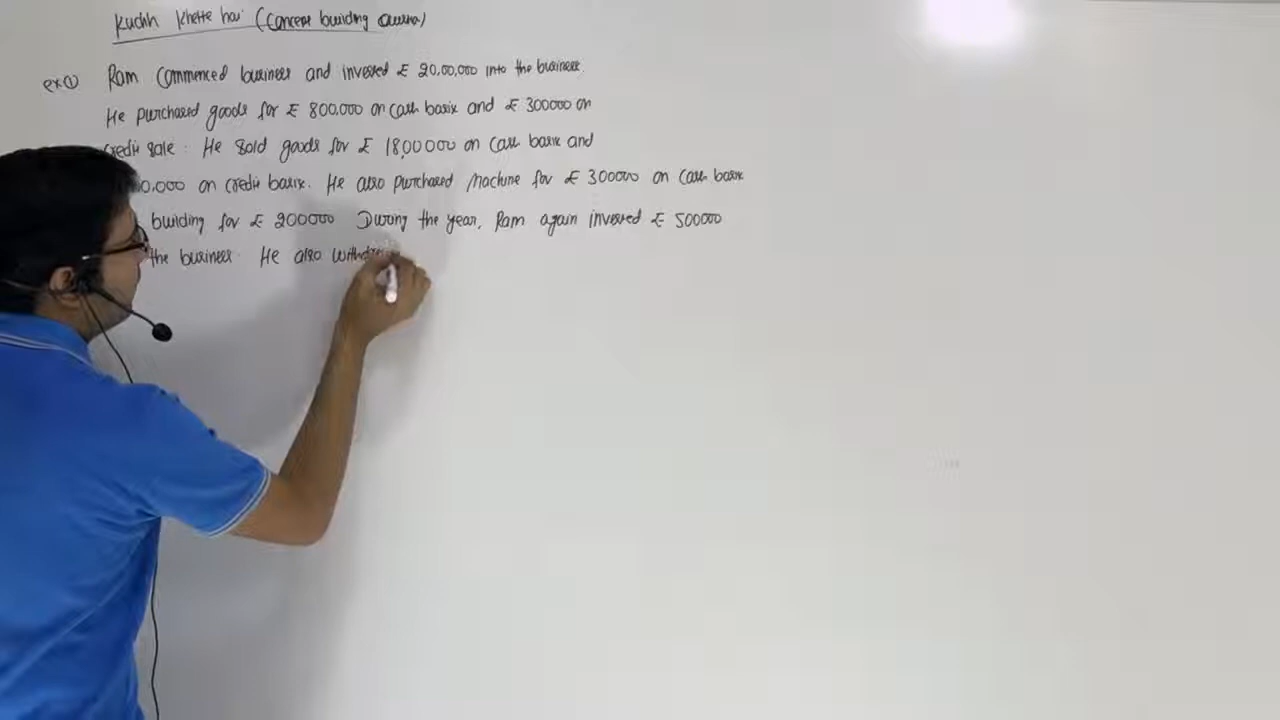 Kuchh Khette hai (Concept building
ex① Ram Commenced business and invested £ 20,00,000 into the business.
He purchased goods for £ 800,000 on cash basis and £ 300000 on
credit sale. He sold goods for £ 18,00000 on cash basis and
0,000 on credit basis. He also purchased Machine for £ 300000 on cash basis
building for £ 200000 During the year, Ram again invested £ 500000
the business. He also